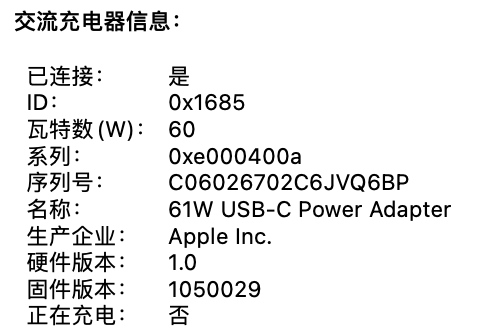 交流充电器信息：
已连接： 是
ID： 0x1685
瓦特数 (W)： 60
系列： 0xe000400a
序列号： C06026702C6JVQ6BP
名称： 61W USB-C Power Adapter
生产企业： Apple Inc.
硬件版本： 1.0
固件版本： 1050029
正在充电： 否